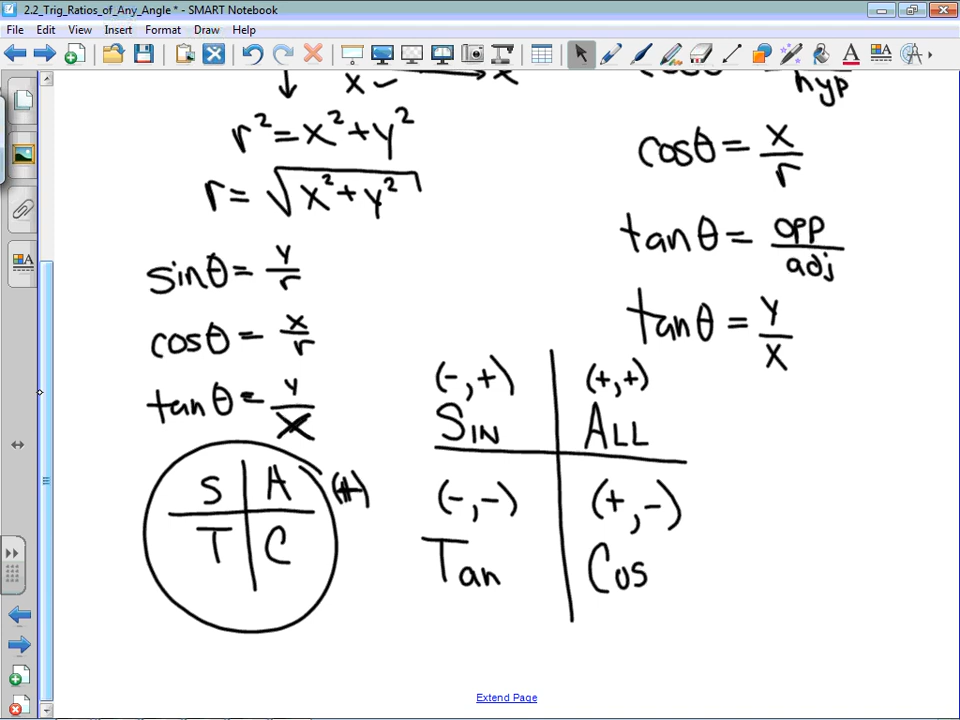 2.2_Trig_Ratios_of_Any_Angle * - SMART Notebook
File Edit View Insert Format Draw Help
x x
hyp
r² = x² + y²
r = √x² + y²
cosθ = x/r
tanθ = opp/adj
tanθ = y/x
sinθ = y/r
cosθ = x/r
tanθ = y/x
S A (+)
T C
(-,+) (+,+)
SIN ALL
(-,-) (+,-)
Tan Cos
Extend Page